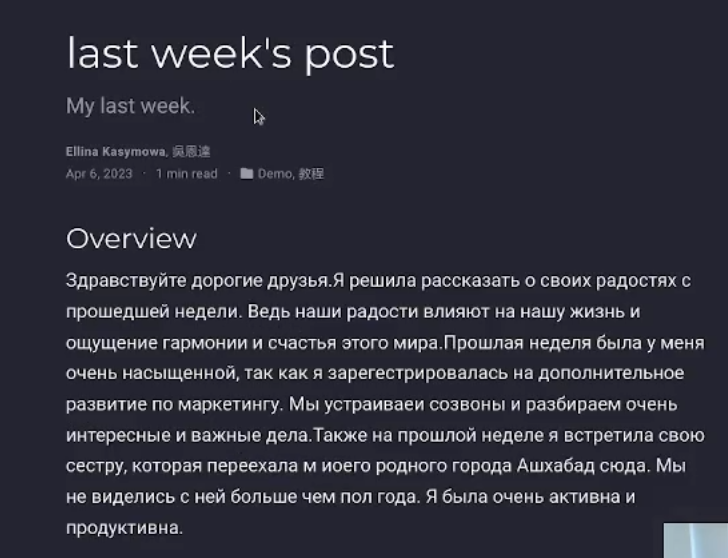 last week's post
My last week.
Ellina Kasymowa, 吳恩達
Apr 6, 2023 · 1 min read · Demo, 教程
Overview
Здравствуйте дорогие друзья.Я решила рассказать о своих радостях с
прошедшей недели. Ведь наши радости влияют на нашу жизнь и
ощущение гармонии и счастья этого мира.Прошлая неделя была у меня
очень насыщенной, так как я зарегестрировалась на дополнительное
развитие по маркетингу. Мы устраиваеи созвоны и разбираем очень
интересные и важные дела.Также на прошлой неделе я встретила свою
сестру, которая переехала м иоего родного города Ашхабад сюда. Мы
не виделись с ней больше чем пол года. Я была очень активна и
продуктивна.